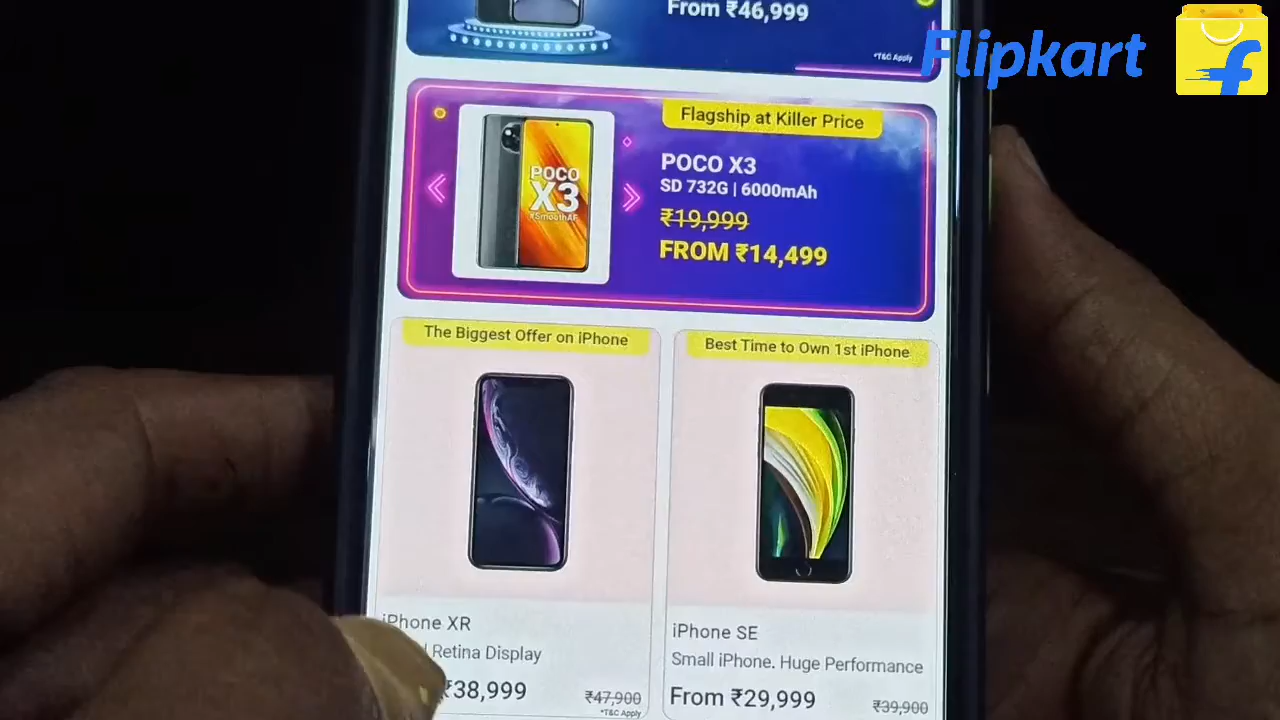 From ₹46,999
*T&C Apply
Flipkart
f
Flagship at Killer Price
POCO X3
SD 732G | 6000mAh
₹19,999
FROM ₹14,499
POCO
X3
#SmoothAF
The Biggest Offer on iPhone
Best Time to Own 1st iPhone
iPhone XR
Retina Display
₹38,999
₹47,900
*T&C Apply
iPhone SE
Small iPhone. Huge Performance
From ₹29,999
₹39,900